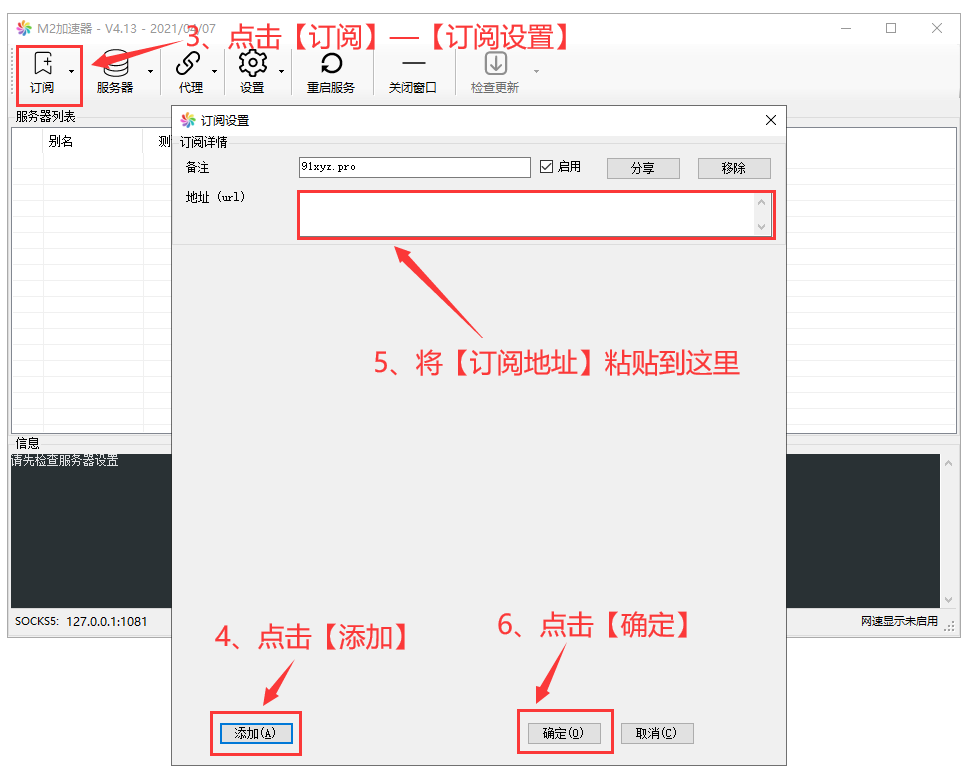 M2加速器 - V4.13 - 2021/04/07
3、点击【订阅】—【订阅设置】
订阅 服务器 代理 设置 重启服务 关闭窗口 检查更新
服务器列表
别名 测
订阅设置
订阅详情
备注 91xyz.pro 启用 分享 移除
地址 (url)
5、将【订阅地址】粘贴到这里
信息
请先检查服务器设置
SOCKS5: 127.0.0.1:1081 网速显示未启用
4、点击【添加】 6、点击【确定】
添加(A) 确定(O) 取消(C)